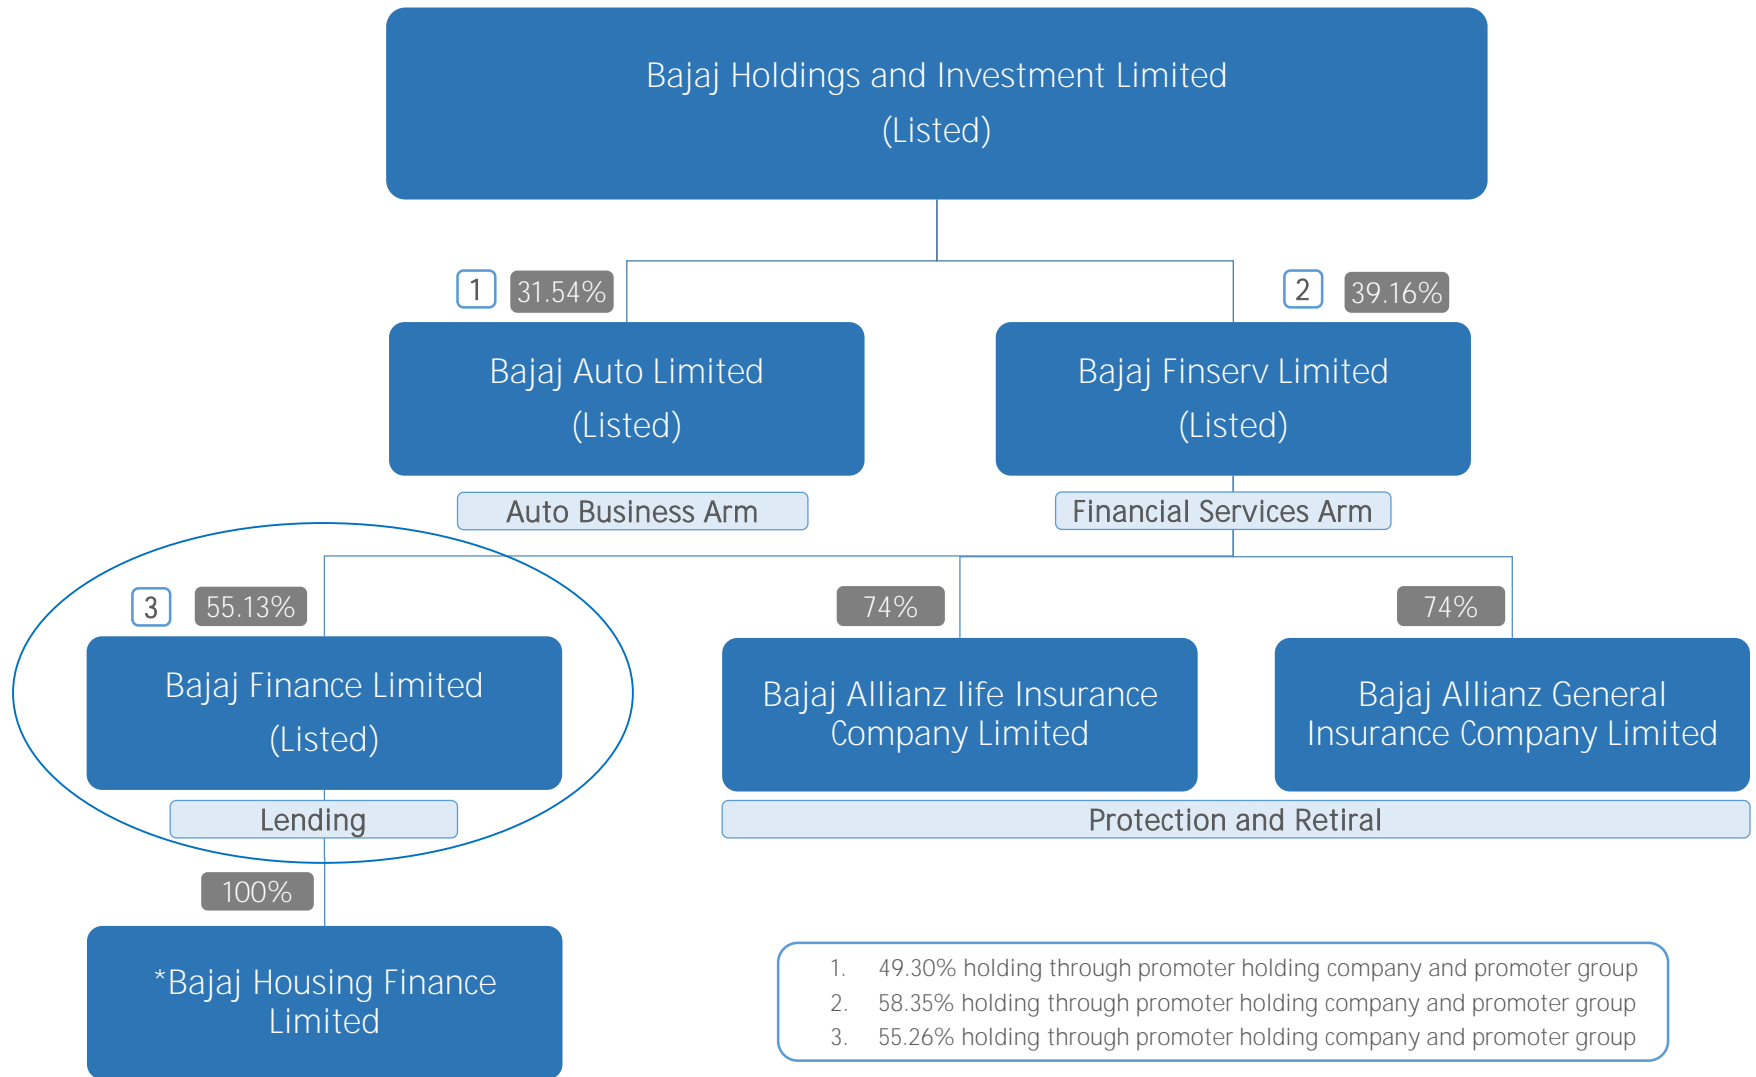 Bajaj Holdings and Investment Limited
(Listed)
1 31.54%
2 39.16%
Bajaj Auto Limited
(Listed)
Bajaj Finserv Limited
(Listed)
Auto Business Arm
Financial Services Arm
3 55.13%
74%
74%
Bajaj Finance Limited
(Listed)
Bajaj Allianz life Insurance
Company Limited
Bajaj Allianz General
Insurance Company Limited
Lending
Protection and Retiral
100%
*Bajaj Housing Finance
Limited
1. 49.30% holding through promoter holding company and promoter group
2. 58.35% holding through promoter holding company and promoter group
3. 55.26% holding through promoter holding company and promoter group